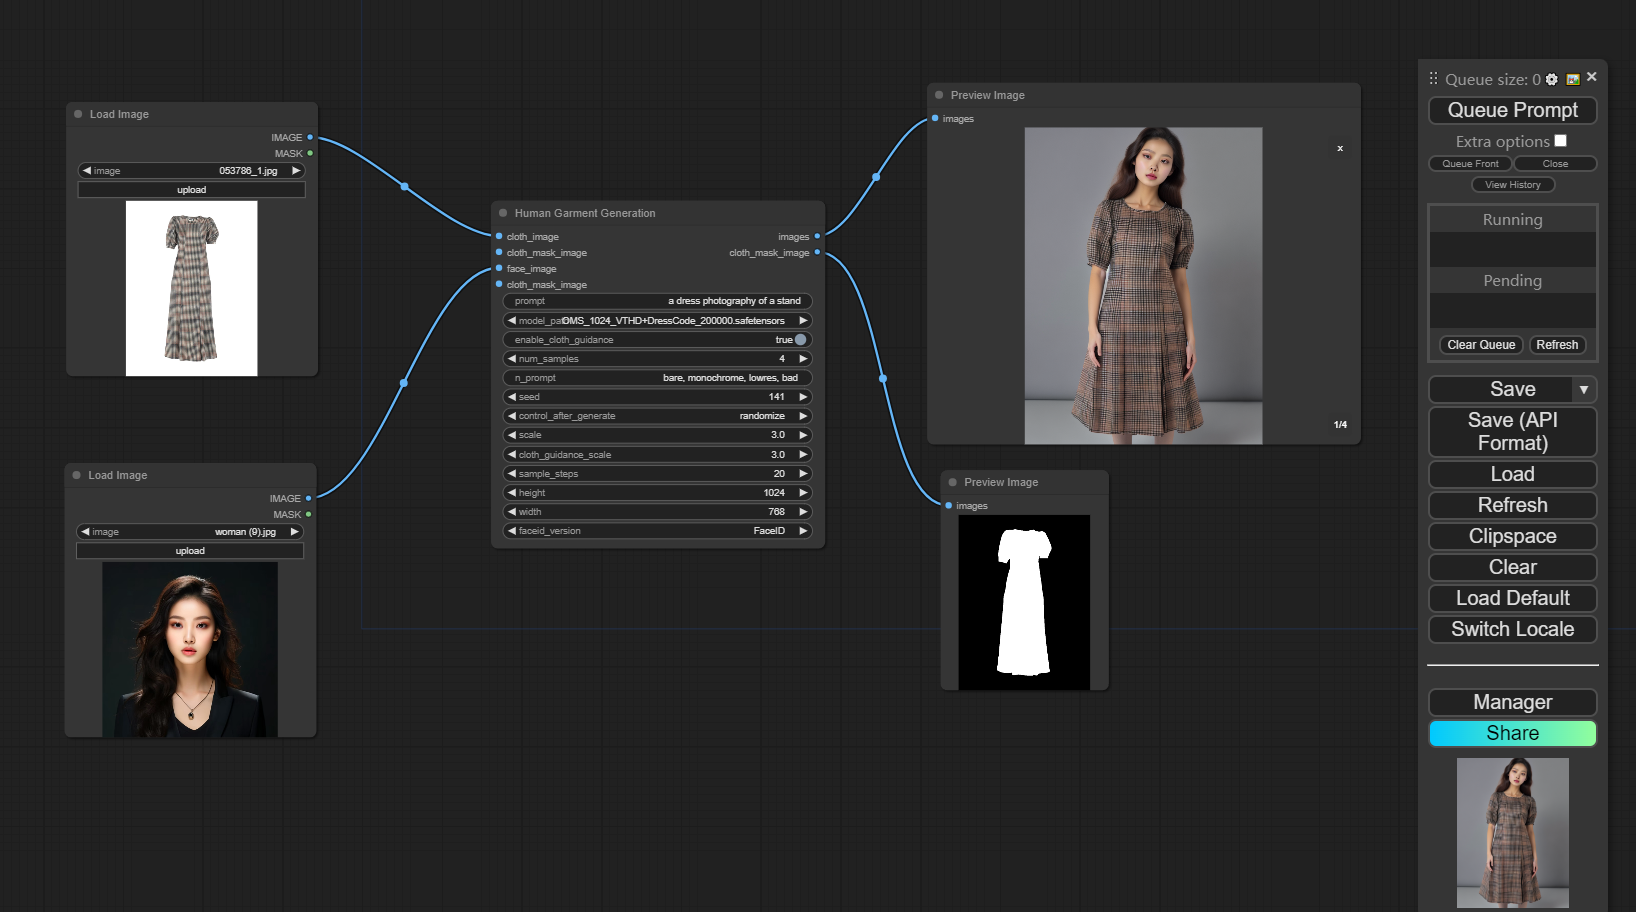 Load Image
IMAGE
MASK
image 053786_1.jpg
upload
Load Image
IMAGE
MASK
image woman (9).jpg
upload
Human Garment Generation
cloth_image images
cloth_mask_image cloth_mask_image
face_image
cloth_mask_image
prompt a dress photography of a stand
OMS_1024_VTHD+DressCode_200000.safetensors
enable_cloth_guidance true
num_samples 4
n_prompt bare, monochrome, lowres, bad
seed 141
control_after_generate randomize
scale 3.0
cloth_guidance_scale 3.0
sample_steps 20
height 1024
width 768
faceid_version FaceID
Preview Image
images
x
1/4
Preview Image
images
Queue size: 0
Queue Prompt
Extra options
Queue Front Close
View History
Running
Pending
Clear Queue Refresh
Save
Save (API
Format)
Load
Refresh
Clipspace
Clear
Load Default
Switch Locale
Manager
Share